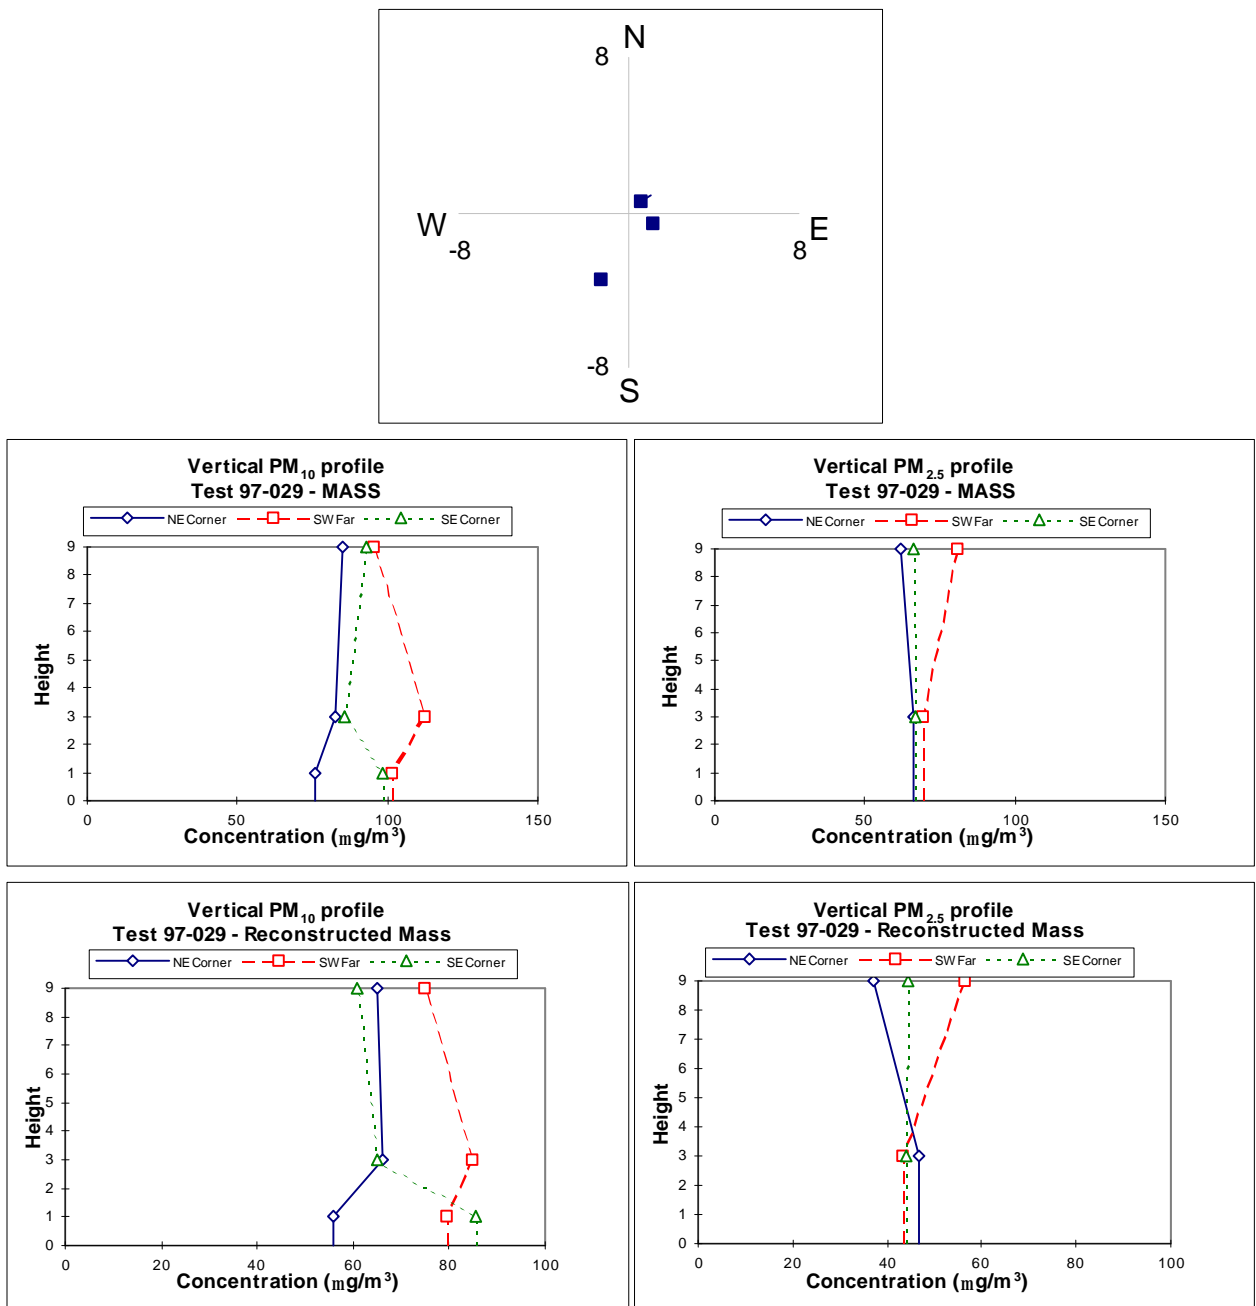 N
8
W
-8
8
E
-8
S
Vertical PM10 profile
Test 97-029 - MASS
NE Corner SW Far SE Corner
9
8
7
6
5
4
3
2
1
0
Height
0 50 100 150
Concentration (mg/m³)
Vertical PM2.5 profile
Test 97-029 - MASS
NE Corner SW Far SE Corner
9
8
7
6
5
4
3
2
1
0
Height
0 50 100 150
Concentration (mg/m³)
Vertical PM10 profile
Test 97-029 - Reconstructed Mass
NE Corner SW Far SE Corner
9
8
7
6
5
4
3
2
1
0
Height
0 20 40 60 80 100
Concentration (mg/m³)
Vertical PM2.5 profile
Test 97-029 - Reconstructed Mass
NE Corner SW Far SE Corner
9
8
7
6
5
4
3
2
1
0
Height
0 20 40 60 80 100
Concentration (mg/m³)